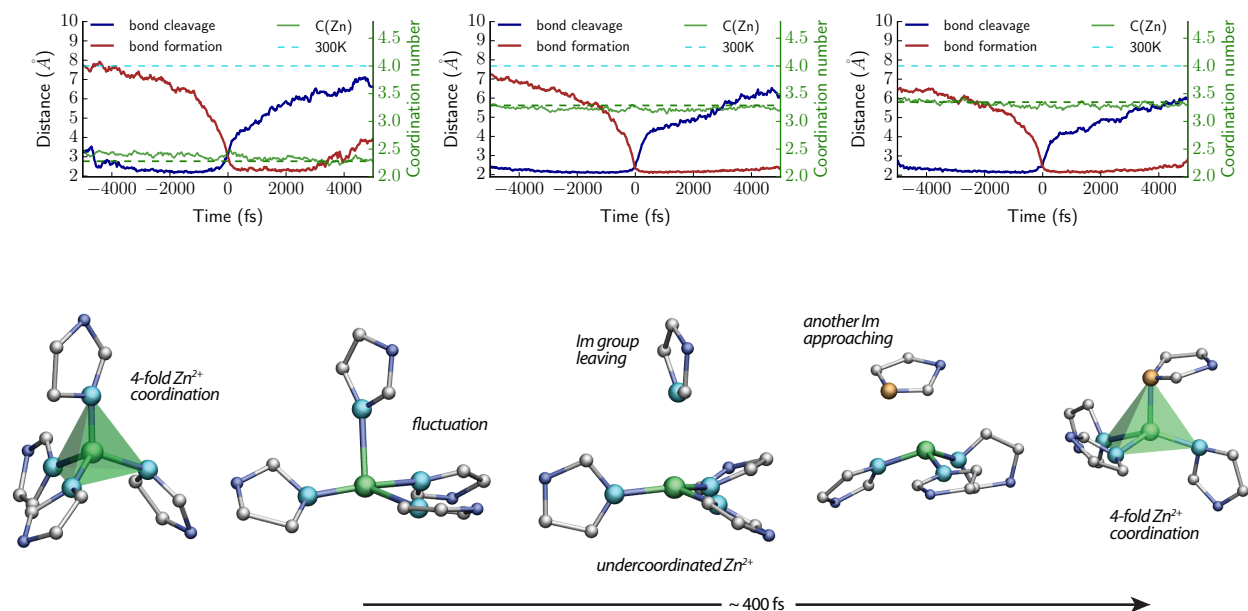 bond cleavage
bond formation
C(Zn)
300K
Distance (Å)
9
8
7
6
5
4
3
2
4.5
4.0
3.5
3.0
2.5
2.0
Coordination number
−4000 −2000 0 2000 4000
Time (fs)
bond cleavage
bond formation
C(Zn)
300K
Distance (Å)
9
8
7
6
5
4
3
2
4.5
4.0
3.5
3.0
2.5
2.0
Coordination number
−4000 −2000 0 2000 4000
Time (fs)
bond cleavage
bond formation
C(Zn)
300K
Distance (Å)
9
8
7
6
5
4
3
2
4.5
4.0
3.5
3.0
2.5
2.0
Coordination number
−4000 −2000 0 2000 4000
Time (fs)
4-fold Zn²⁺
coordination
fluctuation
Im group
leaving
undercoordinated Zn²⁺
another Im
approaching
4-fold Zn²⁺
coordination
~ 400 fs